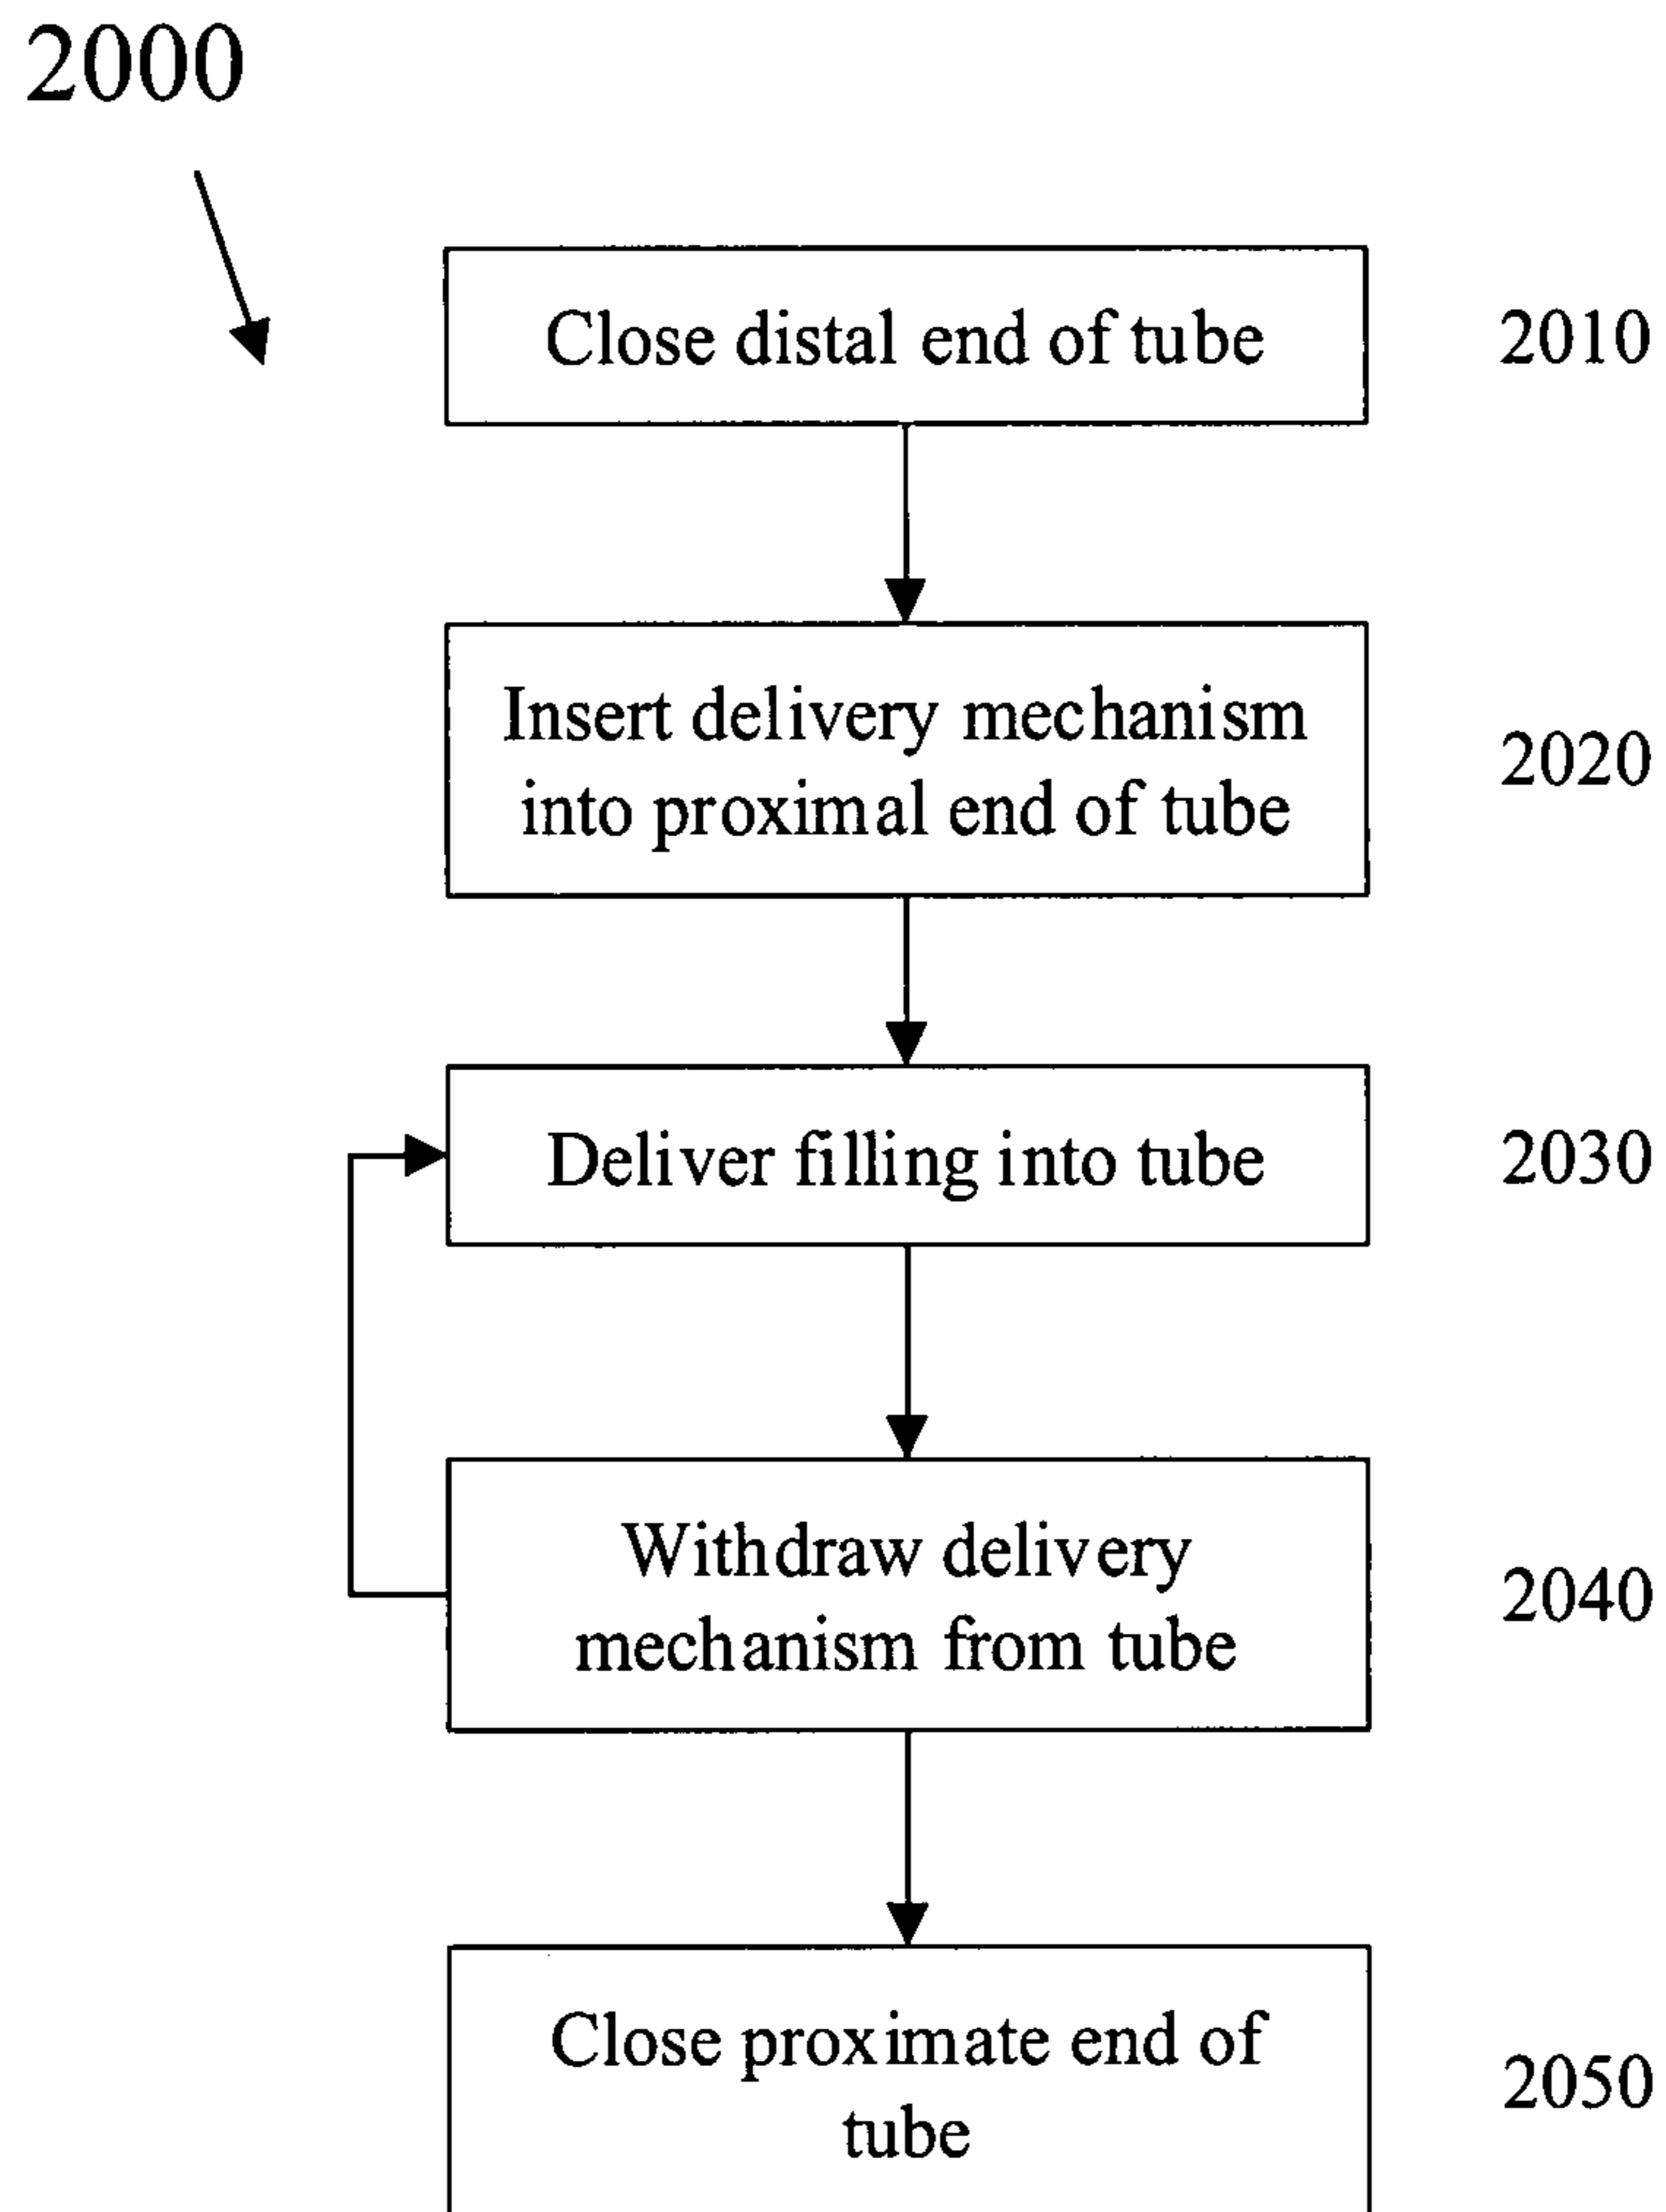 2000
Close distal end of tube
2010
Insert delivery mechanism
into proximal end of tube
2020
Deliver filling into tube
2030
Withdraw delivery
mechanism from tube
2040
Close proximate end of
tube
2050